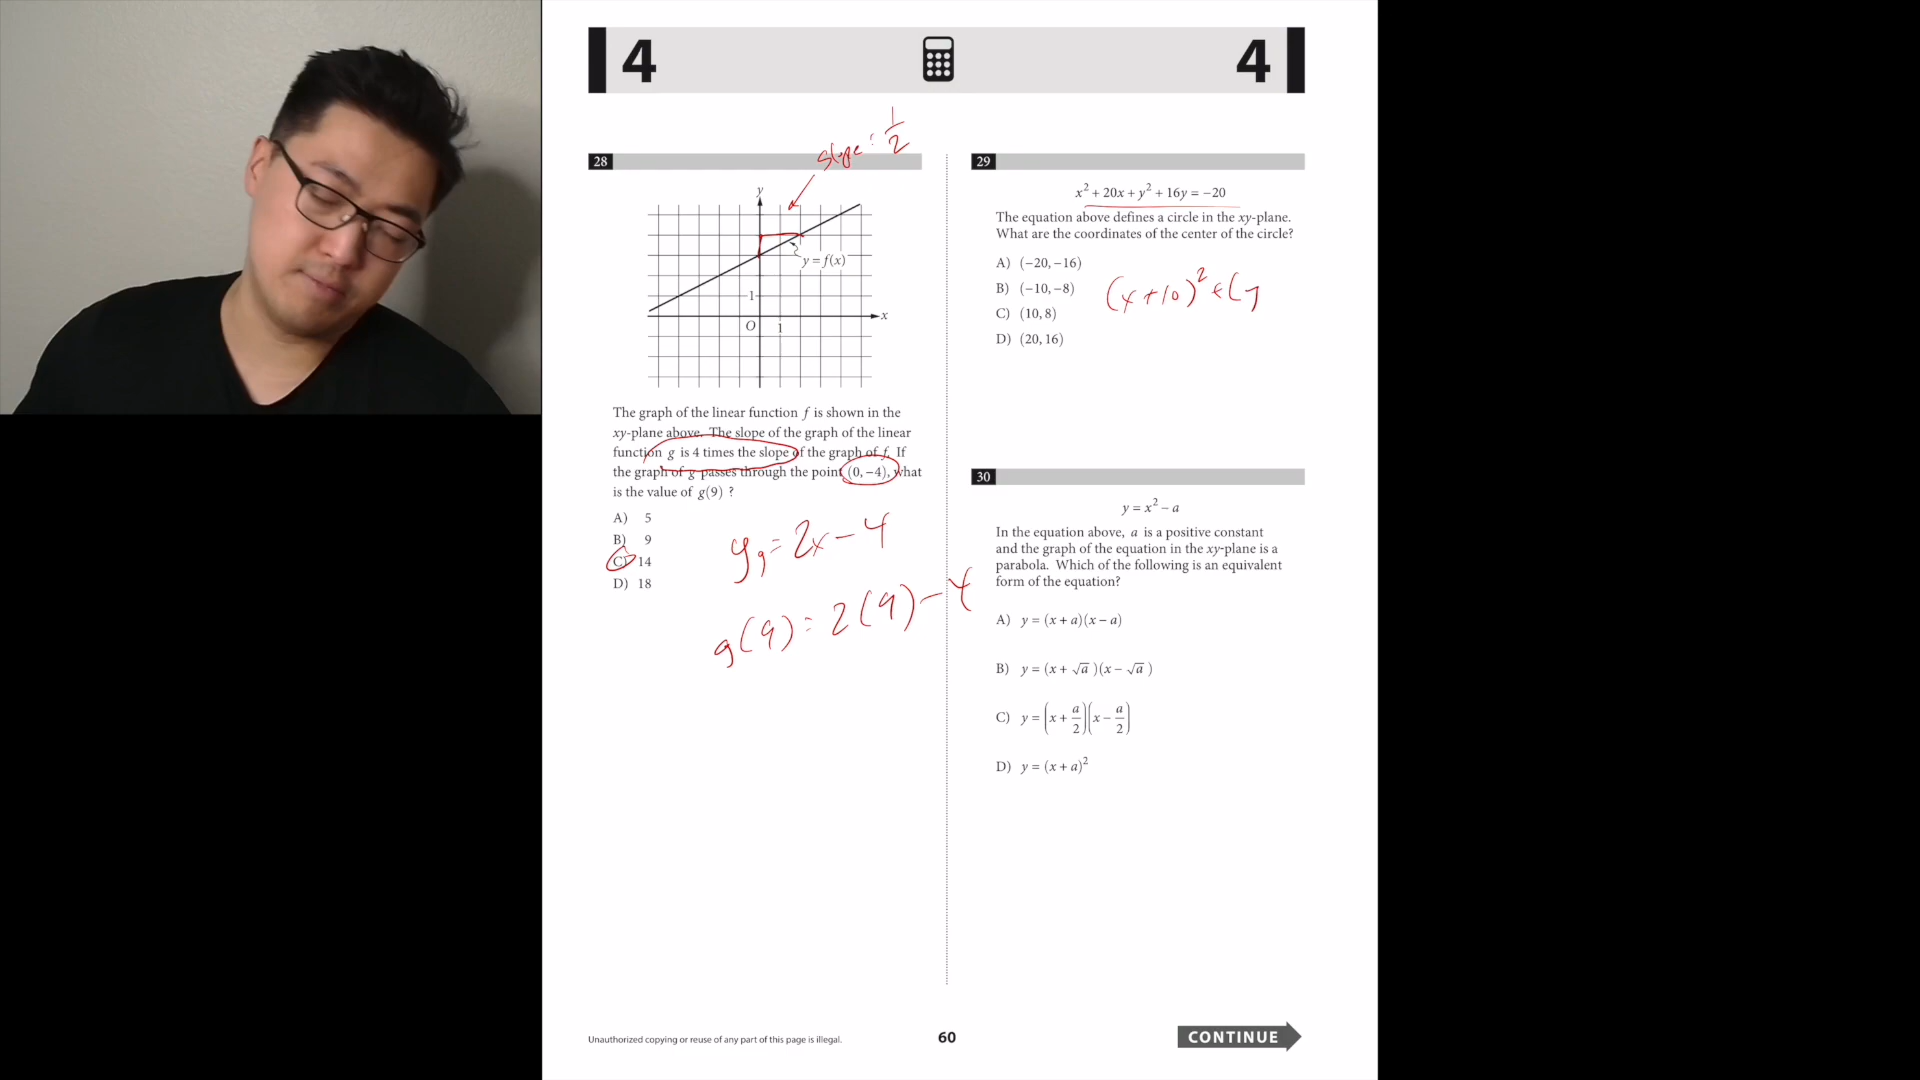 4
4
28
slope: 1/2
y
y = f(x)
1
O
1
x
The graph of the linear function f is shown in the
xy-plane above. The slope of the graph of the linear
function g is 4 times the slope of the graph of f. If
the graph of g passes through the point (0, −4), what
is the value of g(9) ?
A) 5
B) 9
C) 14
D) 18
y_g = 2x − 4
g(9) = 2(9) − 4
29
x² + 20x + y² + 16y = −20
The equation above defines a circle in the xy-plane.
What are the coordinates of the center of the circle?
A) (−20, −16)
B) (−10, −8)
C) (10, 8)
D) (20, 16)
(x + 10)² + (y
30
y = x² − a
In the equation above, a is a positive constant
and the graph of the equation in the xy-plane is a
parabola. Which of the following is an equivalent
form of the equation?
A) y = (x + a)(x − a)
B) y = (x + √a )(x − √a )
C) y = (x + a/2)(x − a/2)
D) y = (x + a)²
Unauthorized copying or reuse of any part of this page is illegal.
60
CONTINUE